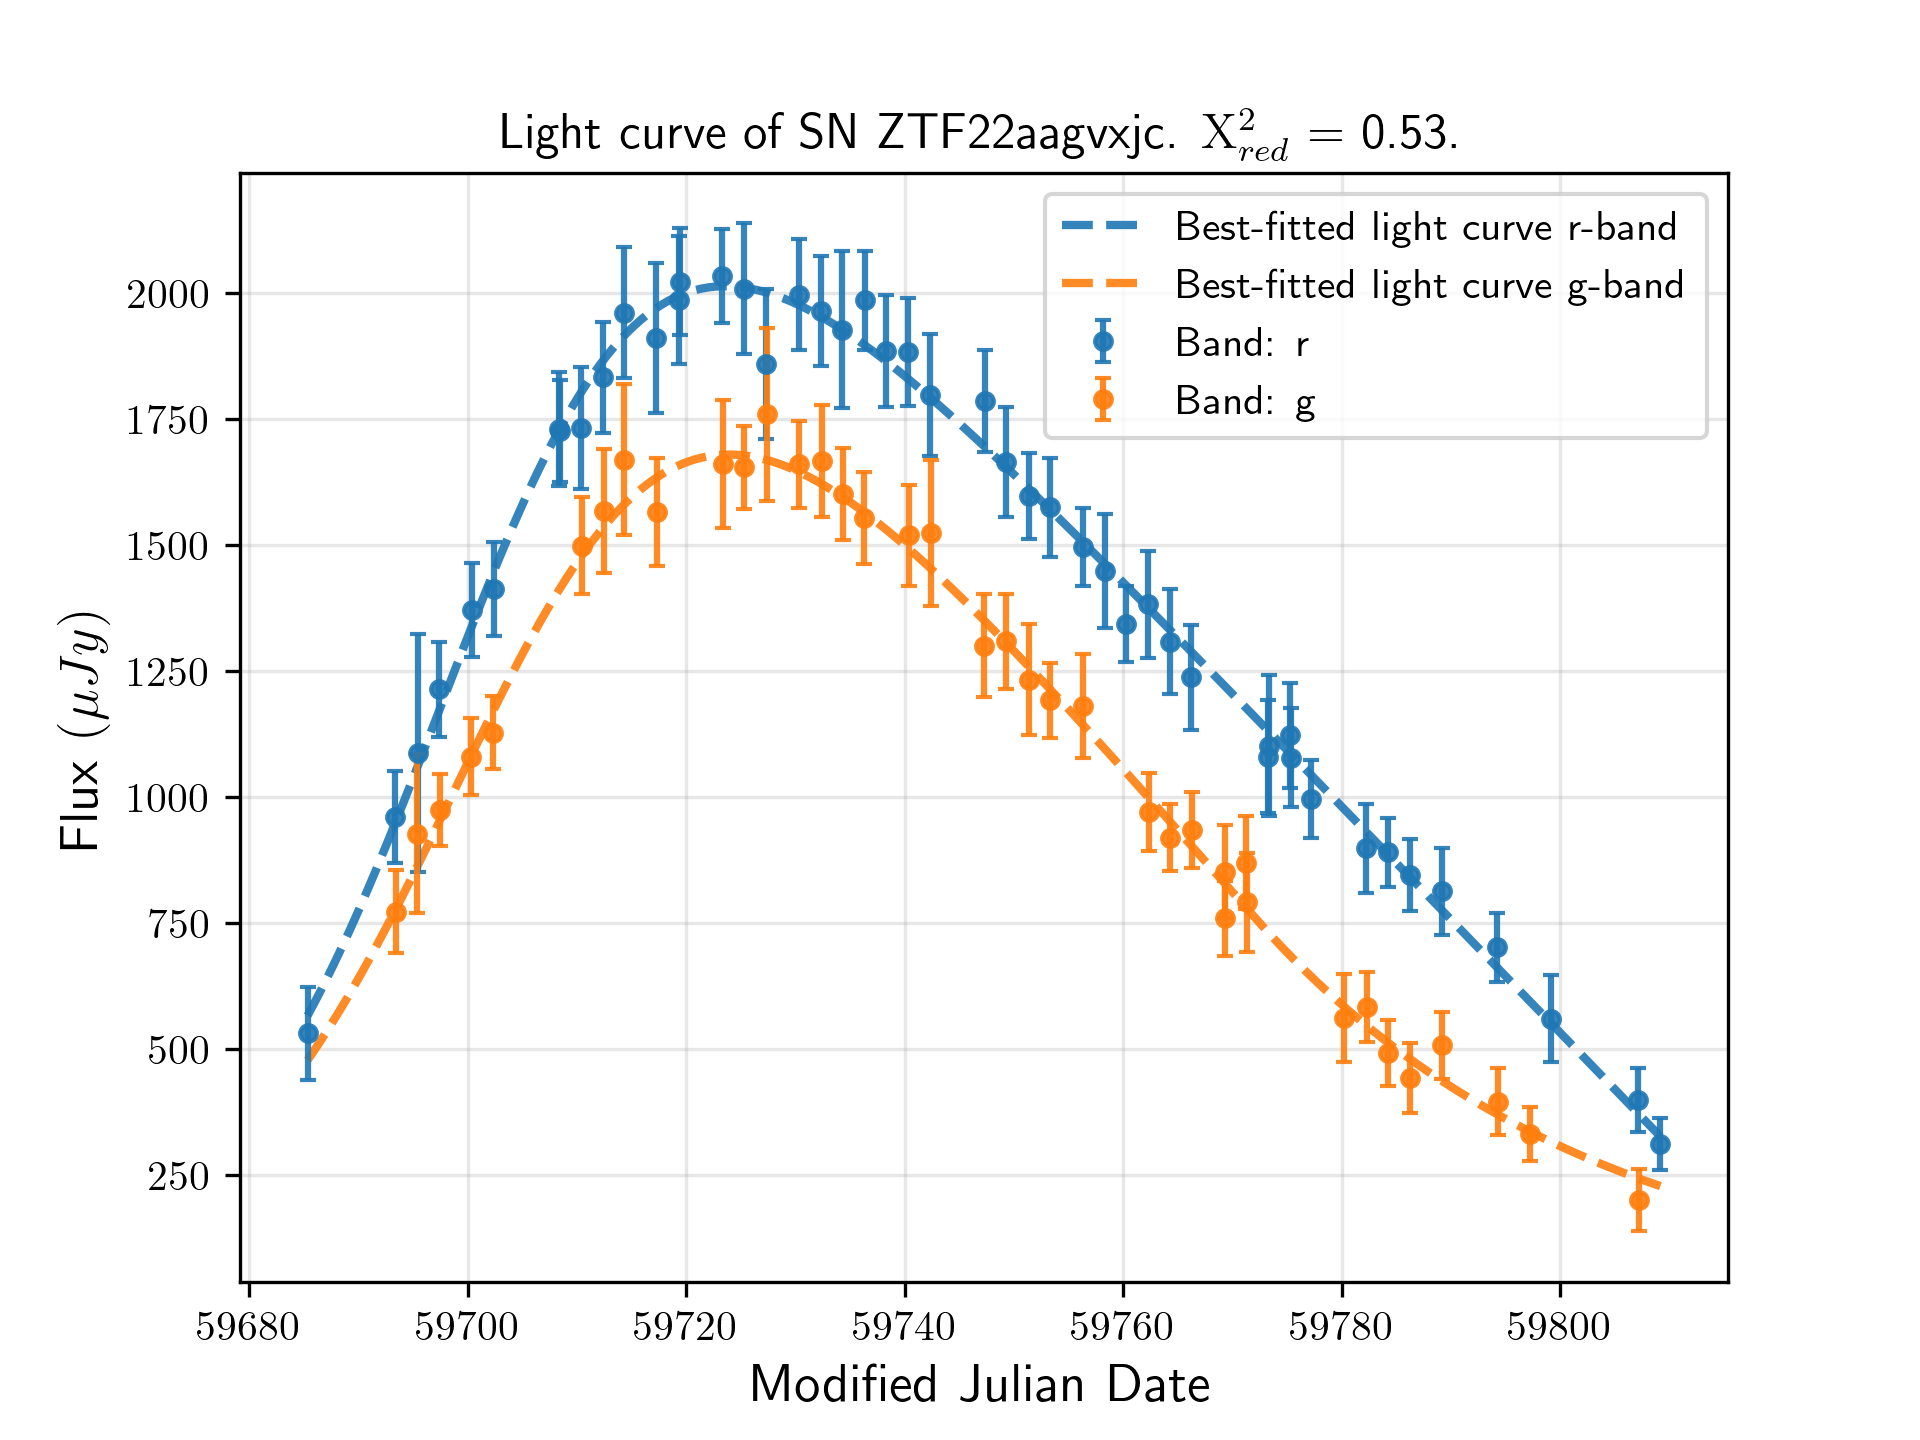 Light curve of SN ZTF22aagvxjc. X²_red = 0.53.
Best-fitted light curve r-band
Best-fitted light curve g-band
Band: r
Band: g
Flux (μJy)
2000
1750
1500
1250
1000
750
500
250
59680 59700 59720 59740 59760 59780 59800
Modified Julian Date